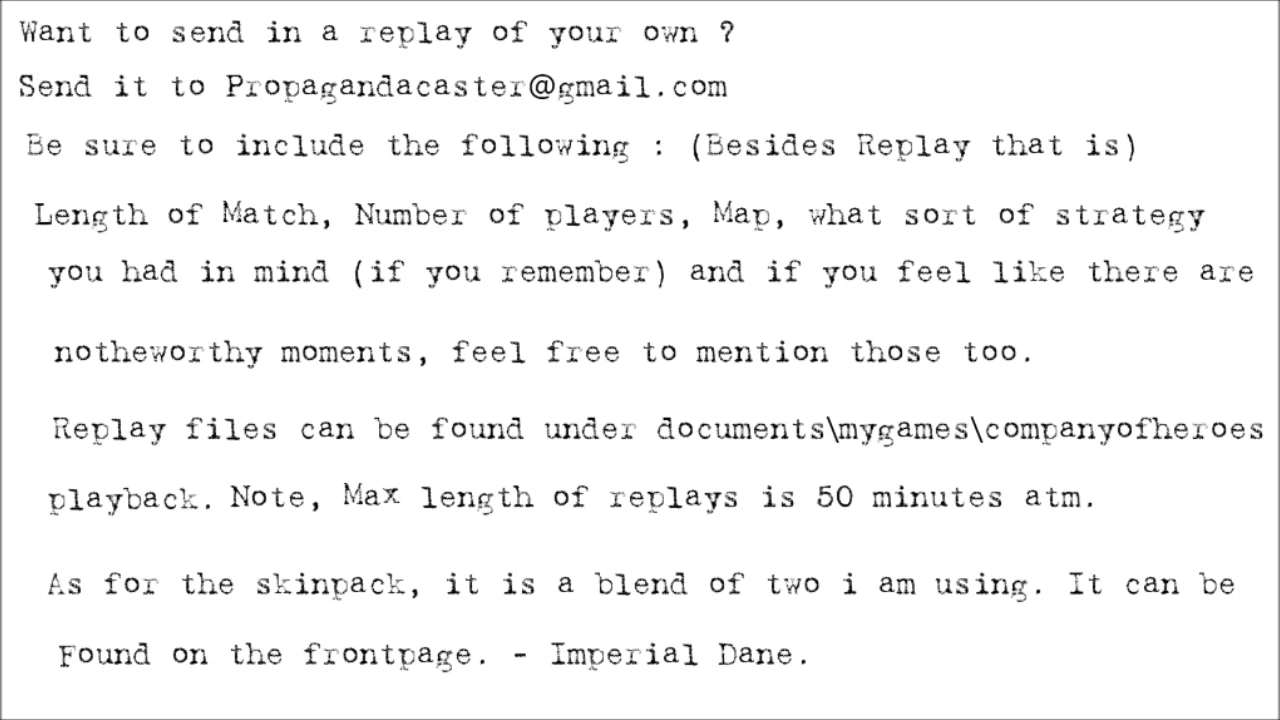 Want to send in a replay of your own ?
Send it to Propagandacaster@gmail.com
Be sure to include the following : (Besides Replay that is)
Length of Match, Number of players, Map, what sort of strategy
you had in mind (if you remember) and if you feel like there are
notheworthy moments, feel free to mention those too.
Replay files can be found under documents\mygames\companyofheroes
playback. Note, Max length of replays is 50 minutes atm.
As for the skinpack, it is a blend of two i am using. It can be
Found on the frontpage. - Imperial Dane.